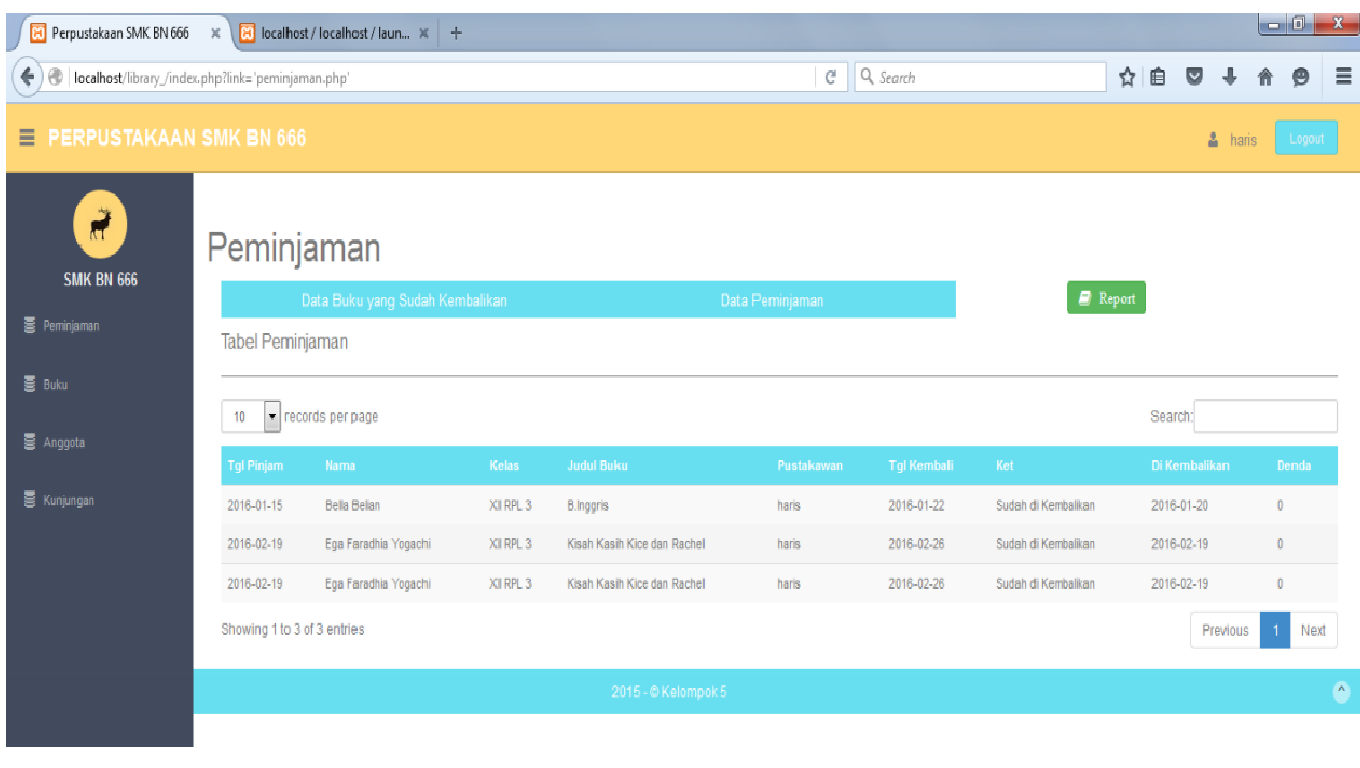 Perpustakaan SMK BN 666
localhost / localhost / laun...
localhost/library_/index.php?link='peminjaman.php'
Search
PERPUSTAKAAN SMK BN 666
haris
Logout
SMK BN 666
Peminjaman
Buku
Anggota
Kunjungan
Peminjaman
Data Buku yang Sudah Kembalikan
Data Peminjaman
Report
Tabel Peminjaman
10 records per page
Search:
Tgl Pinjam Nama Kelas Judul Buku Pustakawan Tgl Kembali Ket Di Kembalikan Denda
2016-01-15 Bella Belian XII RPL 3 B.Inggris haris 2016-01-22 Sudah di Kembalikan 2016-01-20 0
2016-02-19 Ega Faradhia Yogachi XII RPL 3 Kisah Kasih Kice dan Rachel haris 2016-02-26 Sudah di Kembalikan 2016-02-19 0
2016-02-19 Ega Faradhia Yogachi XII RPL 3 Kisah Kasih Kice dan Rachel haris 2016-02-26 Sudah di Kembalikan 2016-02-19 0
Showing 1 to 3 of 3 entries
Previous 1 Next
2015 - © Kelompok 5